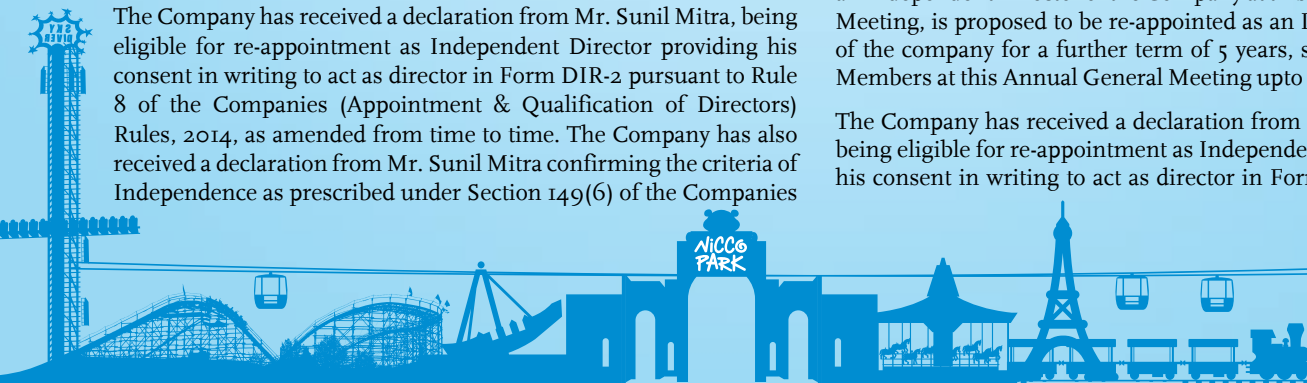 The Company has received a declaration from Mr. Sunil Mitra, being
eligible for re-appointment as Independent Director providing his
consent in writing to act as director in Form DIR-2 pursuant to Rule
8 of the Companies (Appointment & Qualification of Directors)
Rules, 2014, as amended from time to time. The Company has also
received a declaration from Mr. Sunil Mitra confirming the criteria of
Independence as prescribed under Section 149(6) of the Companies
Meeting, is proposed to be re-appointed as an I
of the company for a further term of 5 years, s
Members at this Annual General Meeting upto
The Company has received a declaration from
being eligible for re-appointment as Independe
his consent in writing to act as director in For
NICCO
PARK